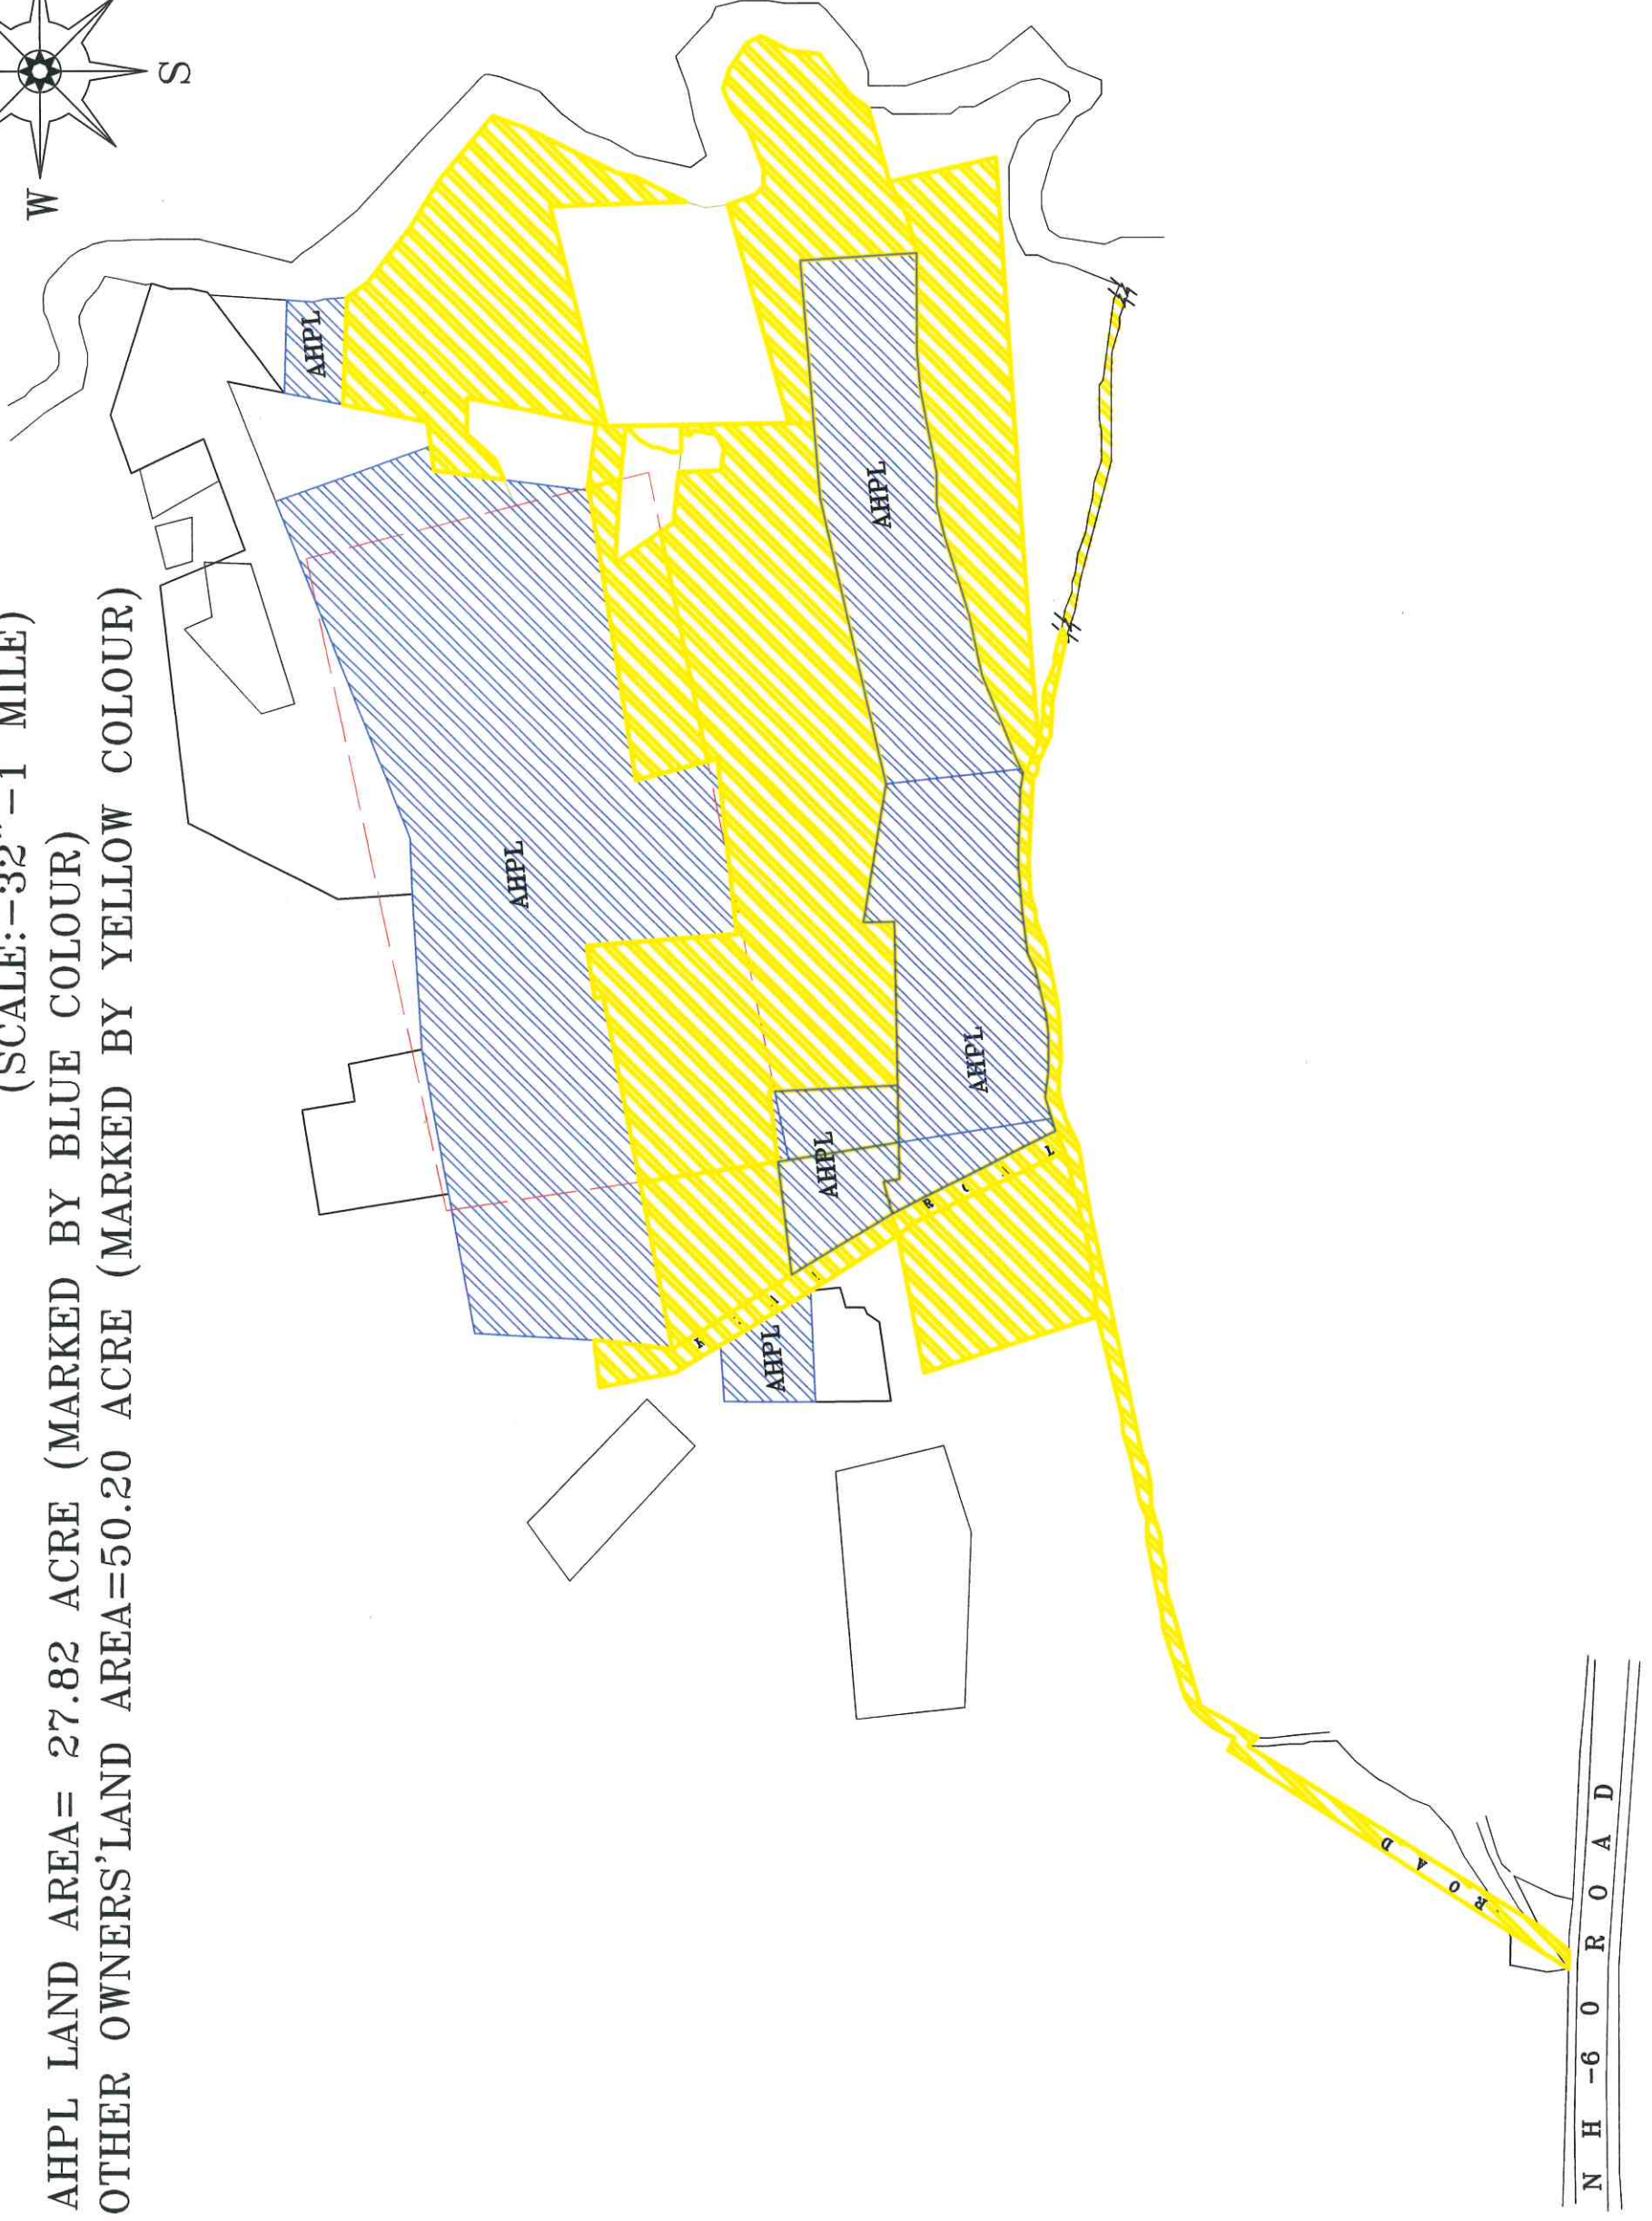 (SCALE:-32"-1 MILE)
AHPL LAND AREA= 27.82 ACRE (MARKED BY BLUE COLOUR)
OTHER OWNERS'LAND AREA=50.20 ACRE (MARKED BY YELLOW COLOUR)
W
S
AHPL
AHPL
AHPL
AHPL
AHPL
AHPL
ROAD
NH-60 ROAD